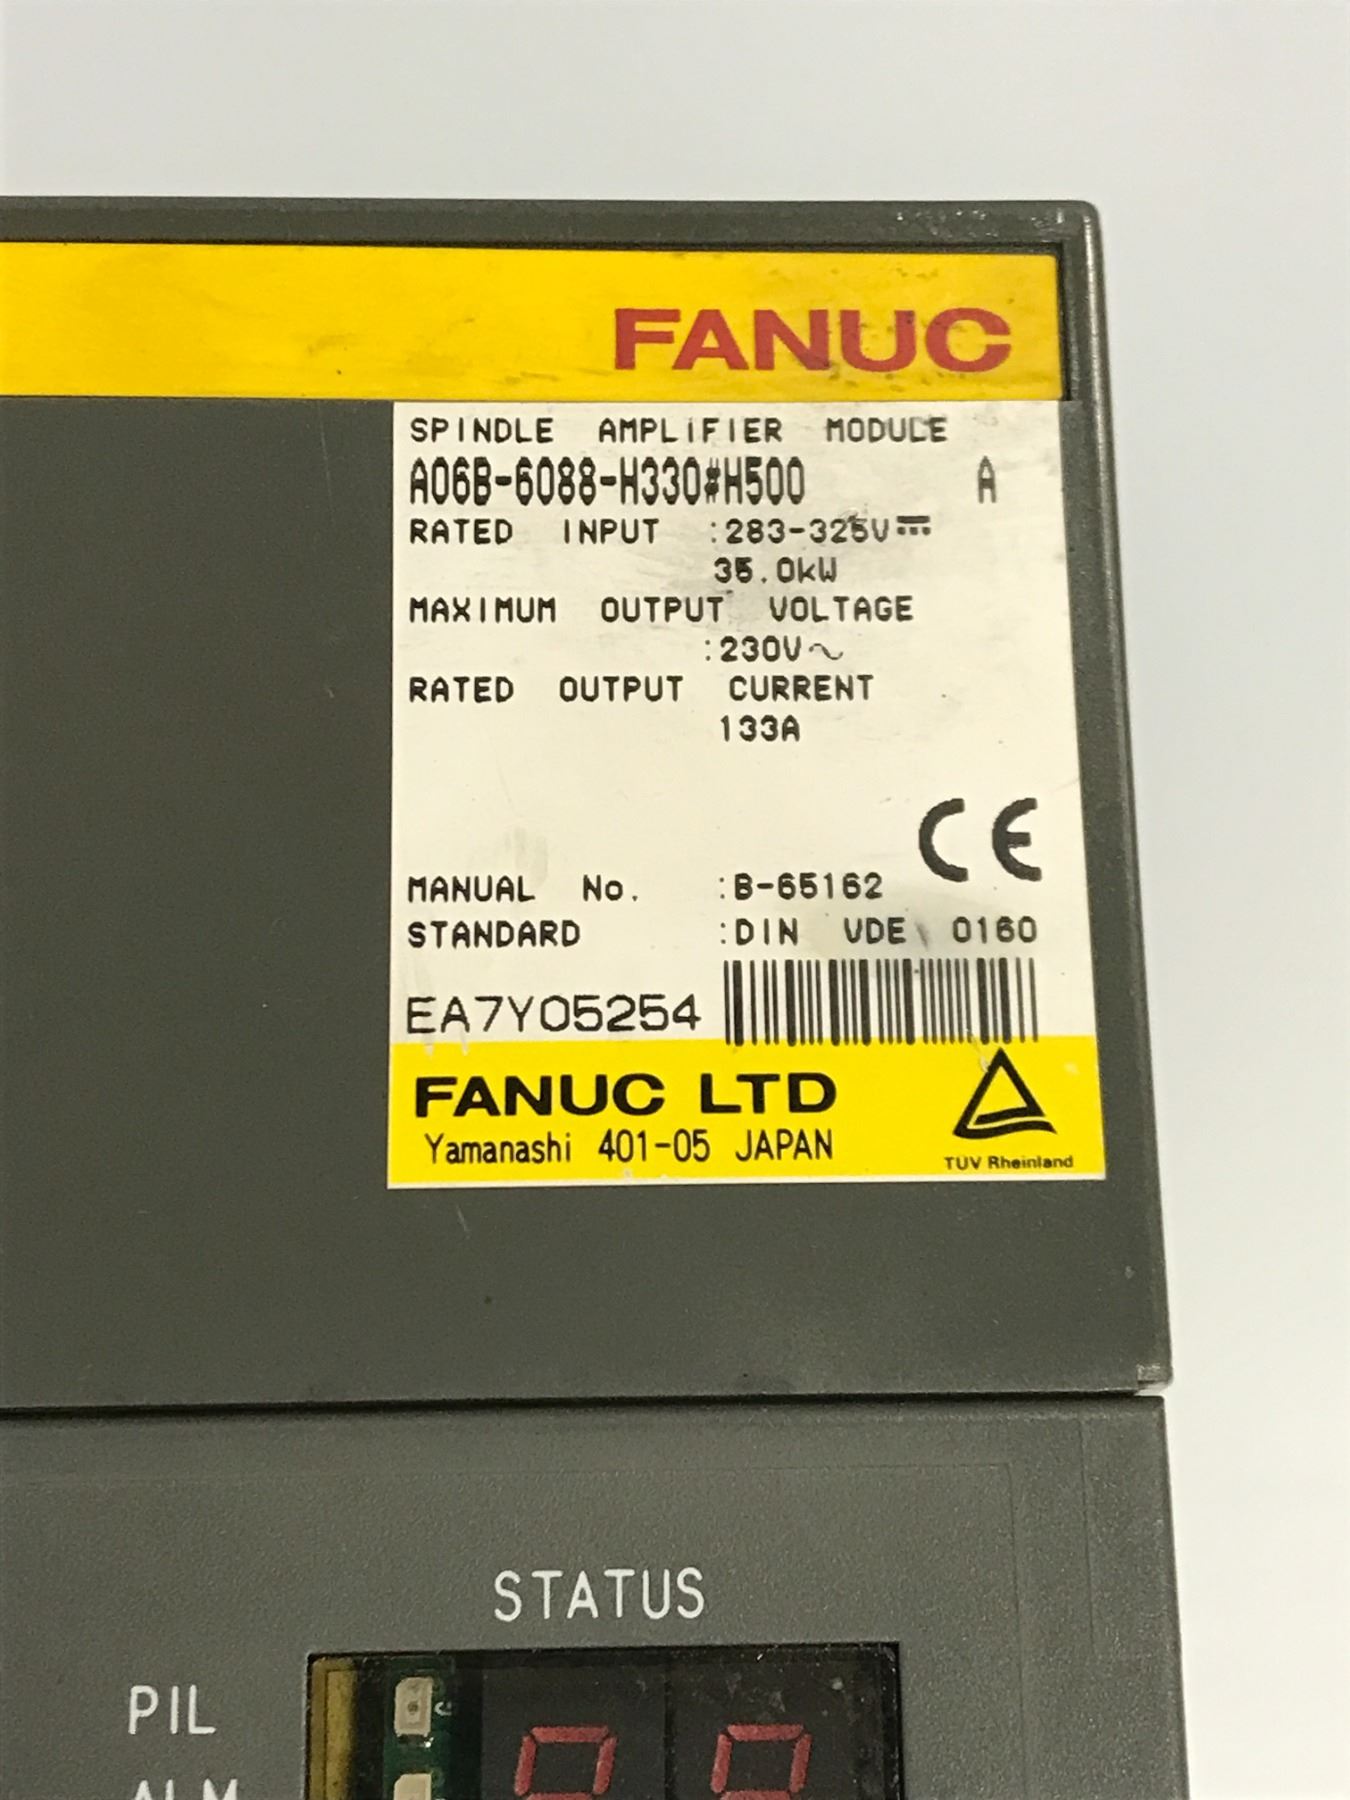 FANUC
SPINDLE AMPLIFIER MODULE
A06B-6088-H330#H500 A
RATED INPUT :283-325V⎓
35.0kW
MAXIMUM OUTPUT VOLTAGE
:230V~
RATED OUTPUT CURRENT
133A
CE
MANUAL No. :B-65162
STANDARD :DIN VDE 0160
EA7Y05254
FANUC LTD
Yamanashi 401-05 JAPAN
TÜV Rheinland
STATUS
PIL
ALM